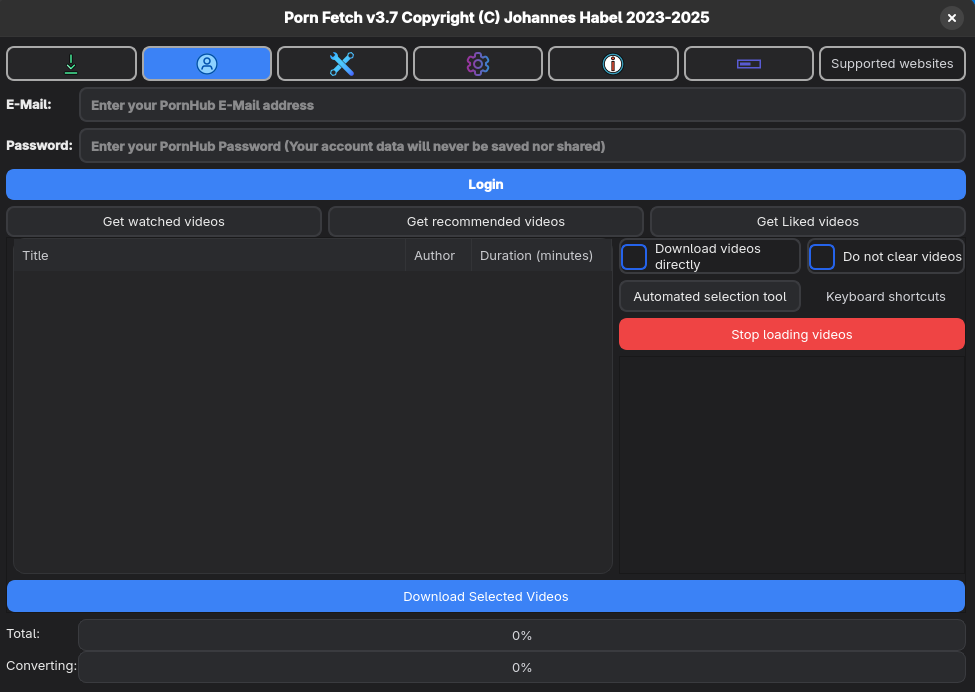 Porn Fetch v3.7 Copyright (C) Johannes Habel 2023-2025
Supported websites
E-Mail: Enter your PornHub E-Mail address
Password: Enter your PornHub Password (Your account data will never be saved nor shared)
Login
Get watched videos Get recommended videos Get Liked videos
Title Author Duration (minutes)
Download videos
directly
Do not clear videos
Automated selection tool Keyboard shortcuts
Stop loading videos
Download Selected Videos
Total: 0%
Converting: 0%